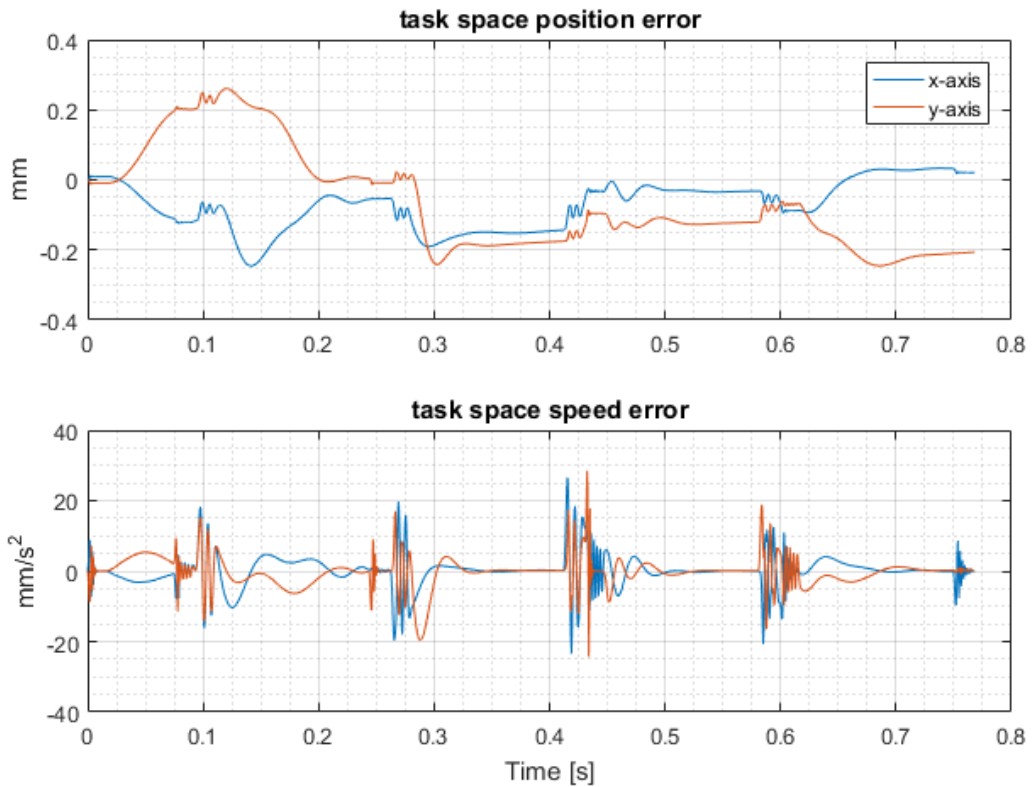 task space position error
0.4
0.2
0
-0.2
-0.4
mm
x-axis
y-axis
0 0.1 0.2 0.3 0.4 0.5 0.6 0.7 0.8
task space speed error
40
20
0
-20
-40
mm/s²
0 0.1 0.2 0.3 0.4 0.5 0.6 0.7 0.8
Time [s]